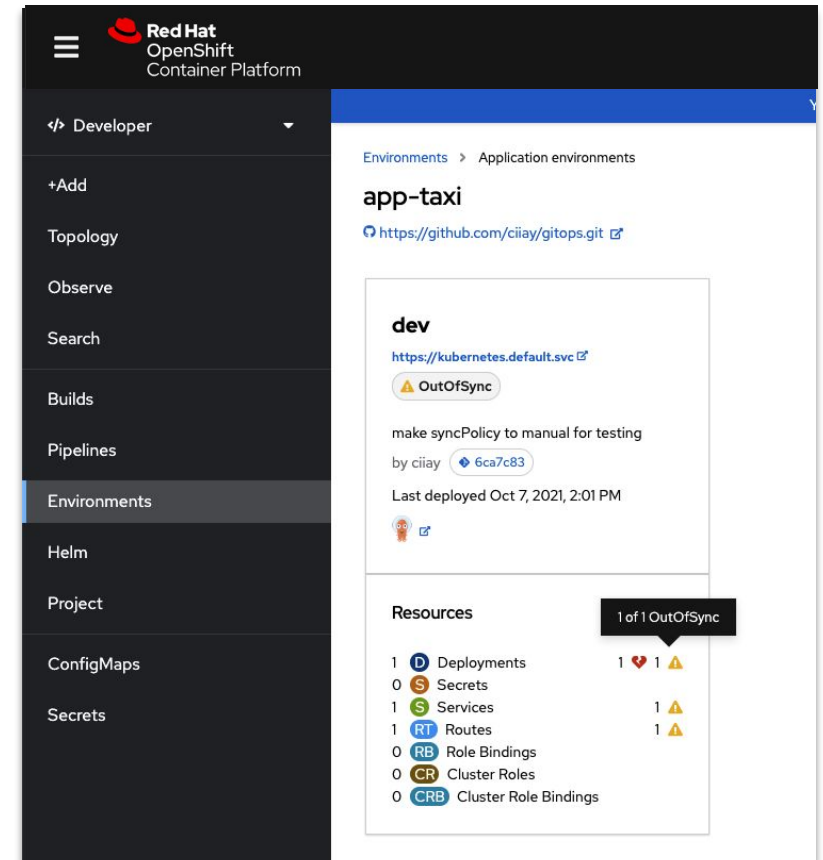 Red Hat
OpenShift
Container Platform
Developer
+Add
Topology
Observe
Search
Builds
Pipelines
Environments
Helm
Project
ConfigMaps
Secrets
Y
Environments > Application environments
app-taxi
https://github.com/ciiay/gitops.git
dev
https://kubernetes.default.svc
OutOfSync
make syncPolicy to manual for testing
by ciiay 6ca7c83
Last deployed Oct 7, 2021, 2:01 PM
Resources
1 of 1 OutOfSync
1 D Deployments 1 1
0 S Secrets
1 S Services 1
1 RT Routes 1
0 RB Role Bindings
0 CR Cluster Roles
0 CRB Cluster Role Bindings